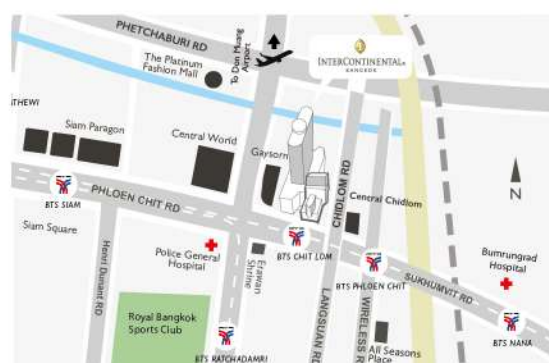 PHETCHABURI RD
To Don Muang
Airport
INTERCONTINENTAL
BANGKOK
The Platinum
Fashion Mall
ATHEWI
Siam Paragon
Central World
Gaysorn
CHIDLOM RD
Central Chidlom
N
PHLOEN CHIT RD
BTS SIAM
Siam Square
Henri Dunant RD
Police General
Hospital
Erawan
Shrine
BTS CHIT LOM
BTS PHLOEN CHIT
SUKHUMVIT RD
Bumrungrad
Hospital
Royal Bangkok
Sports Club
LANGSUAN RD
WIRELESS RD
All Seasons
Place
BTS RATCHADAMRI
BTS NANA